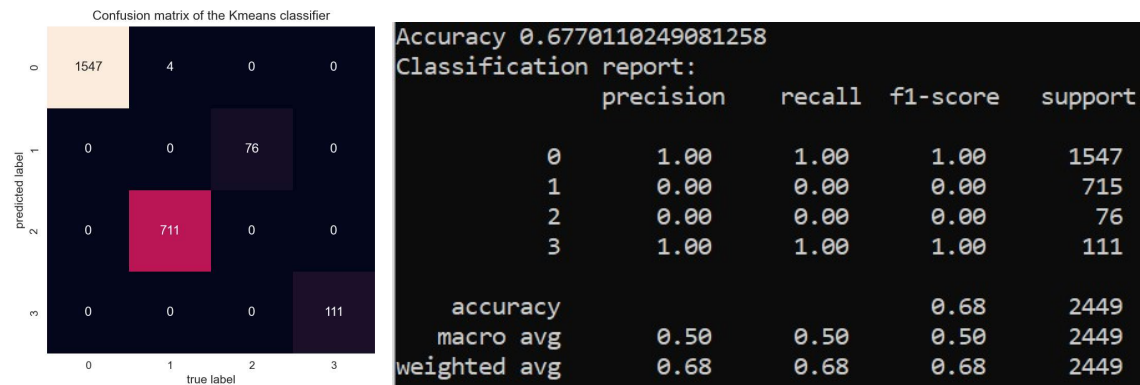 Confusion matrix of the Kmeans classifier
predicted label
0 1547 4 0 0
1 0 0 76 0
2 0 711 0 0
3 0 0 0 111
0 1 2 3
true label
Accuracy 0.6770110249081258
Classification report:
precision recall f1-score support
0 1.00 1.00 1.00 1547
1 0.00 0.00 0.00 715
2 0.00 0.00 0.00 76
3 1.00 1.00 1.00 111
accuracy 0.68 2449
macro avg 0.50 0.50 0.50 2449
weighted avg 0.68 0.68 0.68 2449